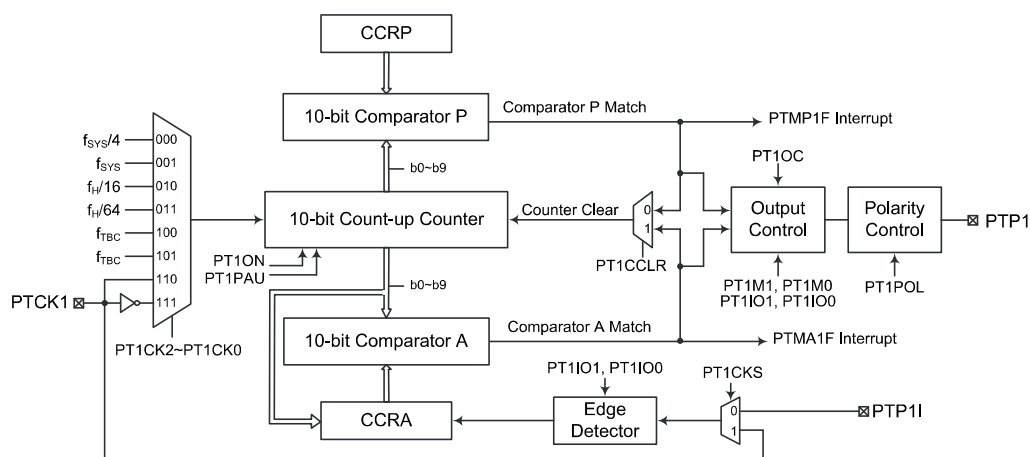 CCRP
10-bit Comparator P
Comparator P Match
PTMP1F Interrupt
b0~b9
PT1OC
fSYS/4
000
fSYS
001
fH/16
010
fH/64
011
fTBC
100
fTBC
101
110
111
PTCK1
PT1CK2~PT1CK0
10-bit Count-up Counter
Counter Clear
0
1
PT1CCLR
Output
Control
Polarity
Control
PTP1
PT1ON
PT1PAU
PT1M1, PT1M0
PT1IO1, PT1IO0
PT1POL
b0~b9
10-bit Comparator A
Comparator A Match
PTMA1F Interrupt
PT1IO1, PT1IO0
PT1CKS
CCRA
Edge
Detector
0
1
PTP1I